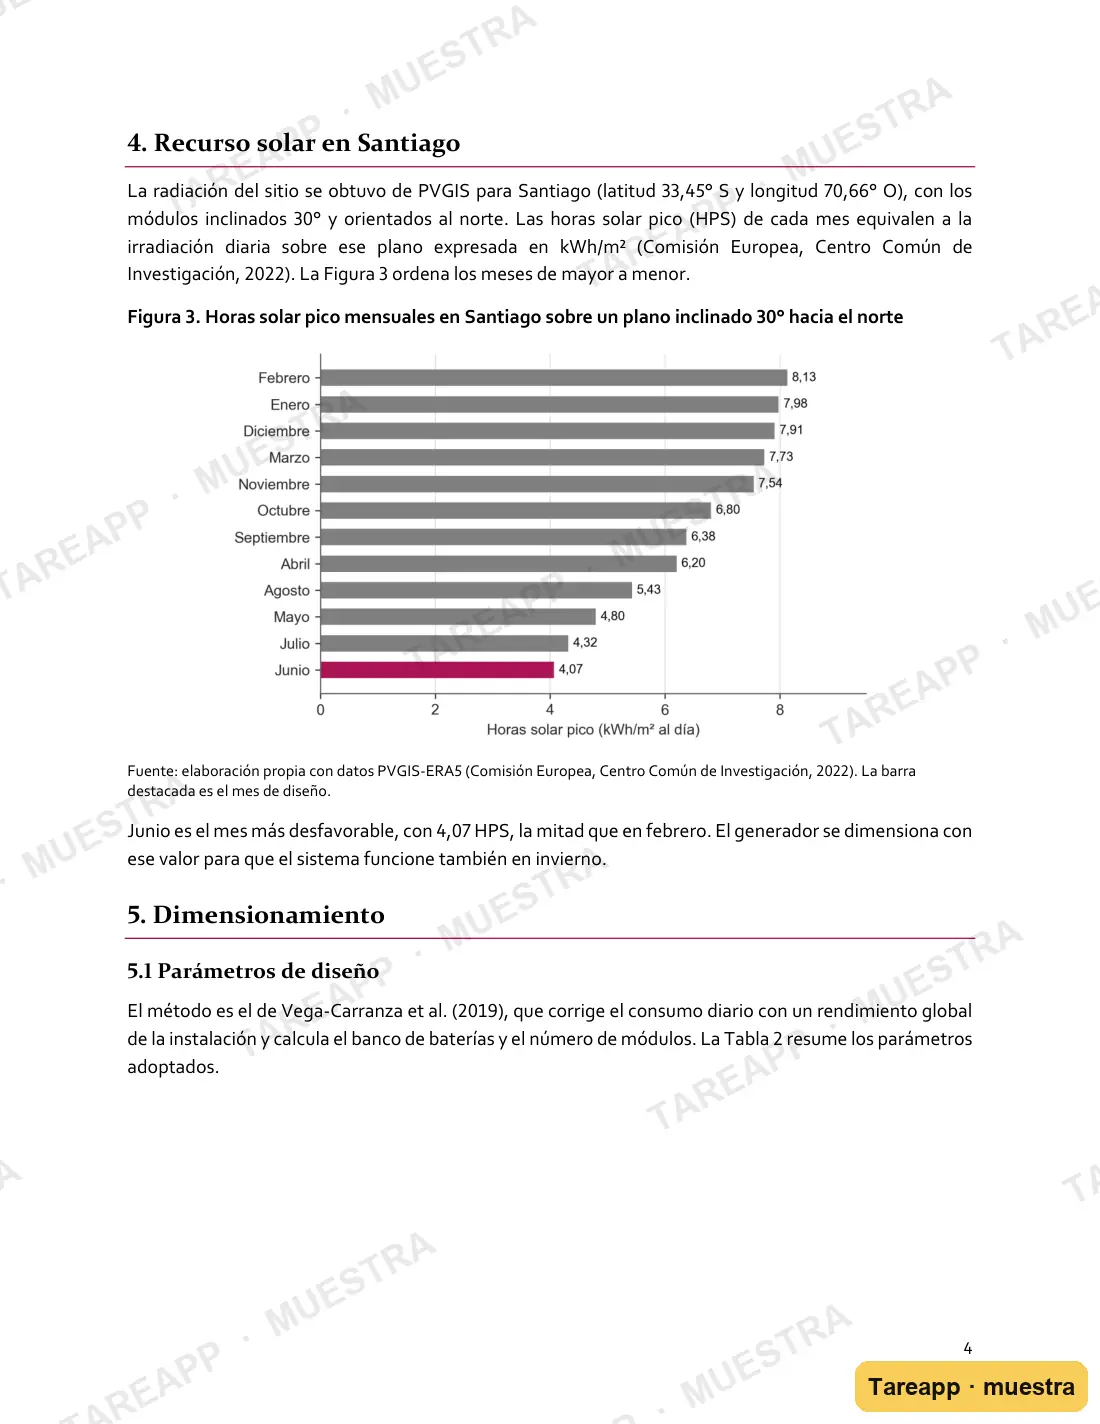 4. Recurso solar en Santiago
La radiación del sitio se obtuvo de PVGIS para Santiago (latitud 33,45° S y longitud 70,66° O), con los
módulos inclinados 30° y orientados al norte. Las horas solar pico (HPS) de cada mes equivalen a la
irradiación diaria sobre ese plano expresada en kWh/m² (Comisión Europea, Centro Común de
Investigación, 2022). La Figura 3 ordena los meses de mayor a menor.
Figura 3. Horas solar pico mensuales en Santiago sobre un plano inclinado 30° hacia el norte
Febrero 8,13
Enero 7,98
Diciembre 7,91
Marzo 7,73
Noviembre 7,54
Octubre 6,80
Septiembre 6,38
Abril 6,20
Agosto 5,43
Mayo 4,80
Julio 4,32
Junio 4,07
0 2 4 6 8
Horas solar pico (kWh/m² al día)
Fuente: elaboración propia con datos PVGIS-ERA5 (Comisión Europea, Centro Común de Investigación, 2022). La barra
destacada es el mes de diseño.
Junio es el mes más desfavorable, con 4,07 HPS, la mitad que en febrero. El generador se dimensiona con
ese valor para que el sistema funcione también en invierno.
5. Dimensionamiento
5.1 Parámetros de diseño
El método es el de Vega-Carranza et al. (2019), que corrige el consumo diario con un rendimiento global
de la instalación y calcula el banco de baterías y el número de módulos. La Tabla 2 resume los parámetros
adoptados.
4
Tareapp · muestra
TAREAPP · MUESTRA